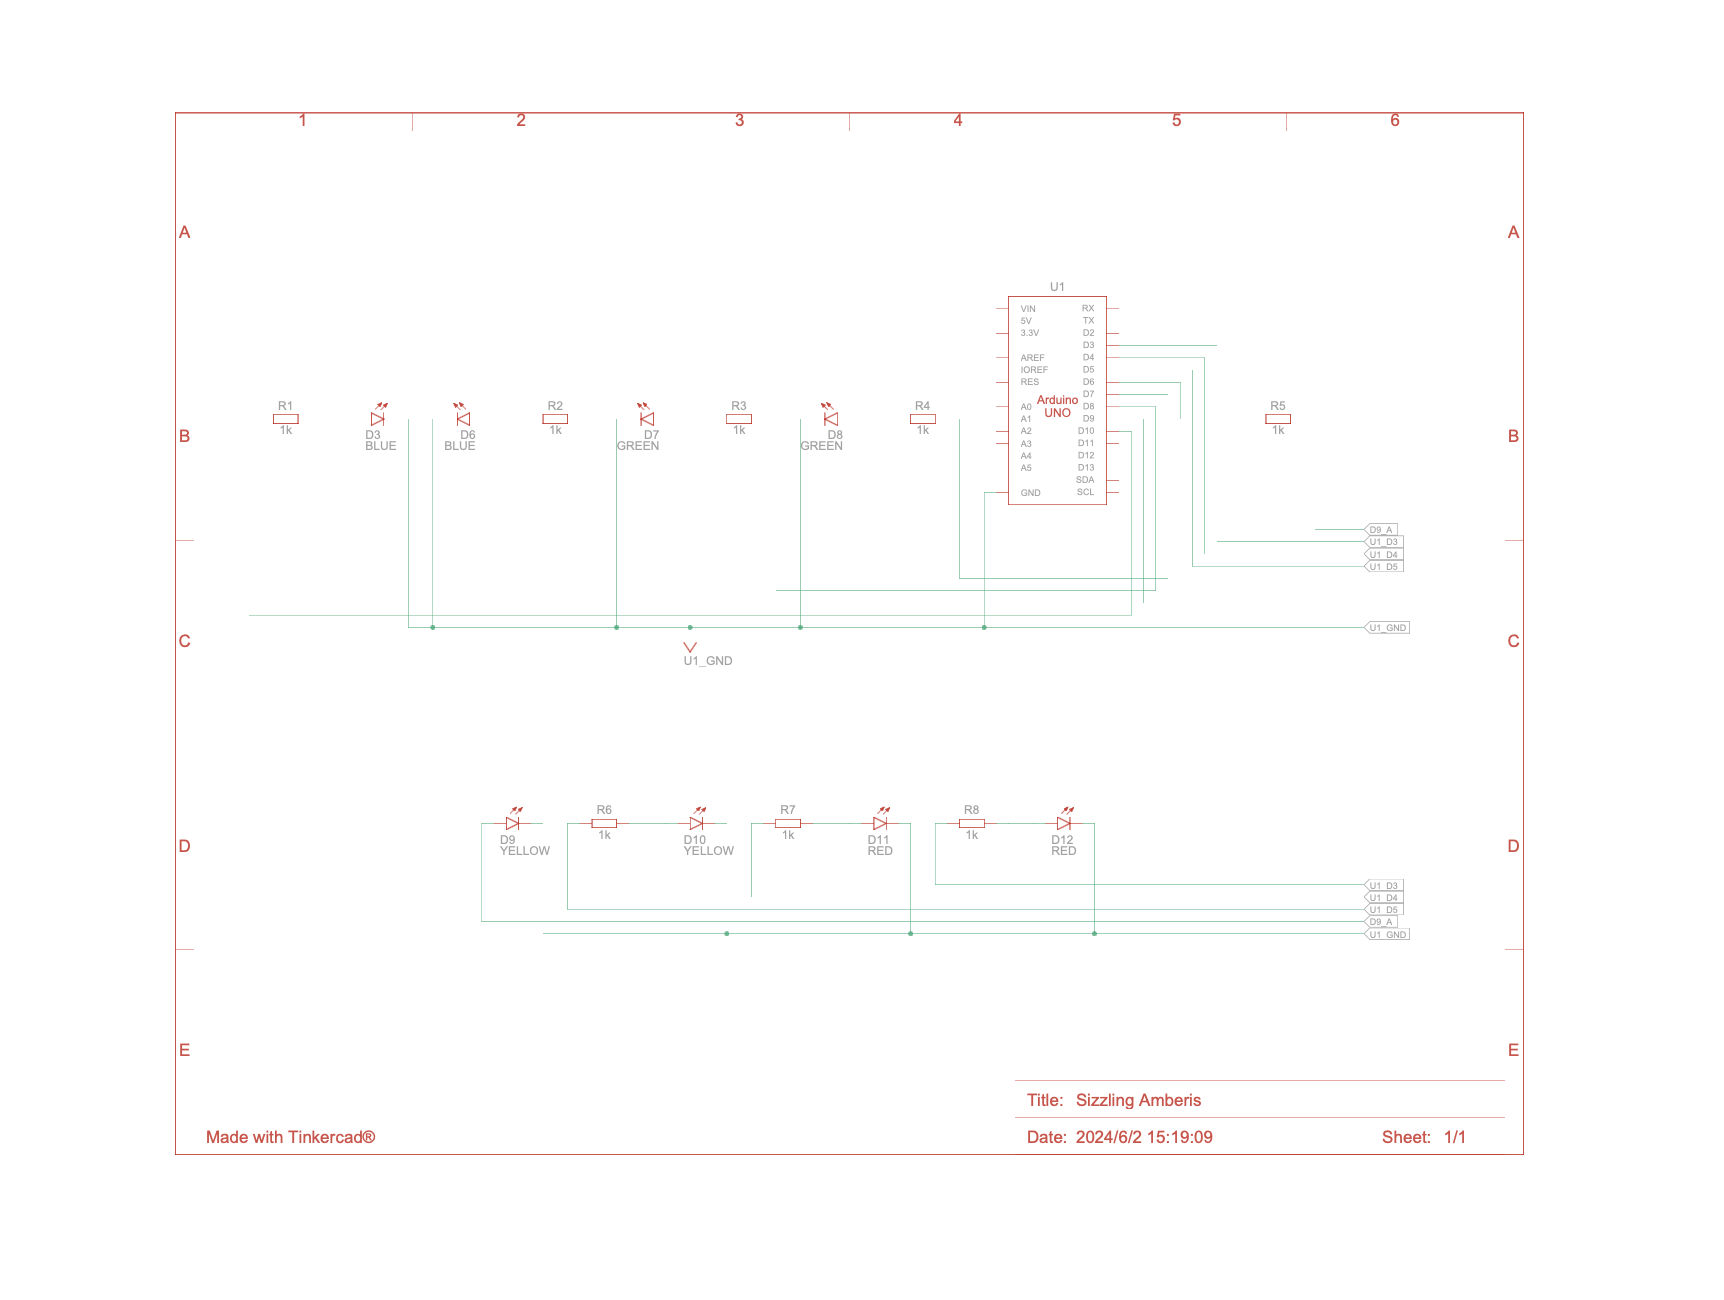 1 2 3 4 5 6
A A
U1
VIN RX
5V TX
3.3V D2
D3
AREF D4
IOREF D5
RES D6
D7
Arduino
UNO
A0 D8
A1 D9
A2 D10
A3 D11
A4 D12
A5 D13
SDA
GND SCL
R1
1k
D3
BLUE
D6
BLUE
R2
1k
D7
GREEN
R3
1k
D8
GREEN
R4
1k
R5
1k
B B
D9_A
U1_D3
U1_D4
U1_D5
U1_GND
C C
U1_GND
D9
YELLOW
R6
1k
D10
YELLOW
R7
1k
D11
RED
R8
1k
D12
RED
D D
U1_D3
U1_D4
U1_D5
D9_A
U1_GND
E E
Title: Sizzling Amberis
Made with Tinkercad®
Date: 2024/6/2 15:19:09 Sheet: 1/1